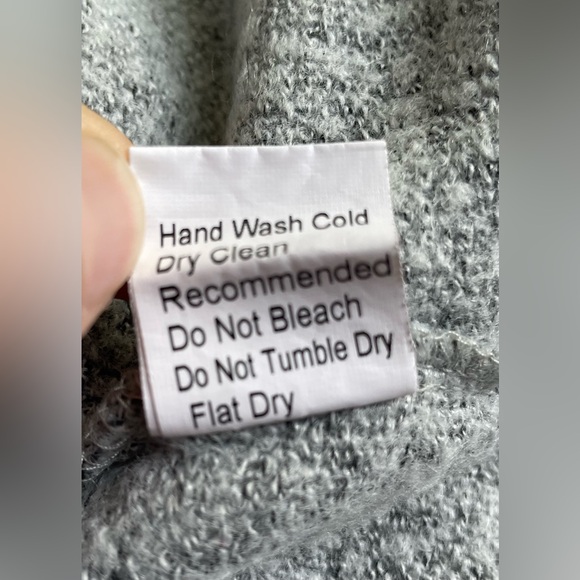 Hand Wash Cold
Dry Clean
Recommended
Do Not Bleach
Do Not Tumble Dry
Flat Dry